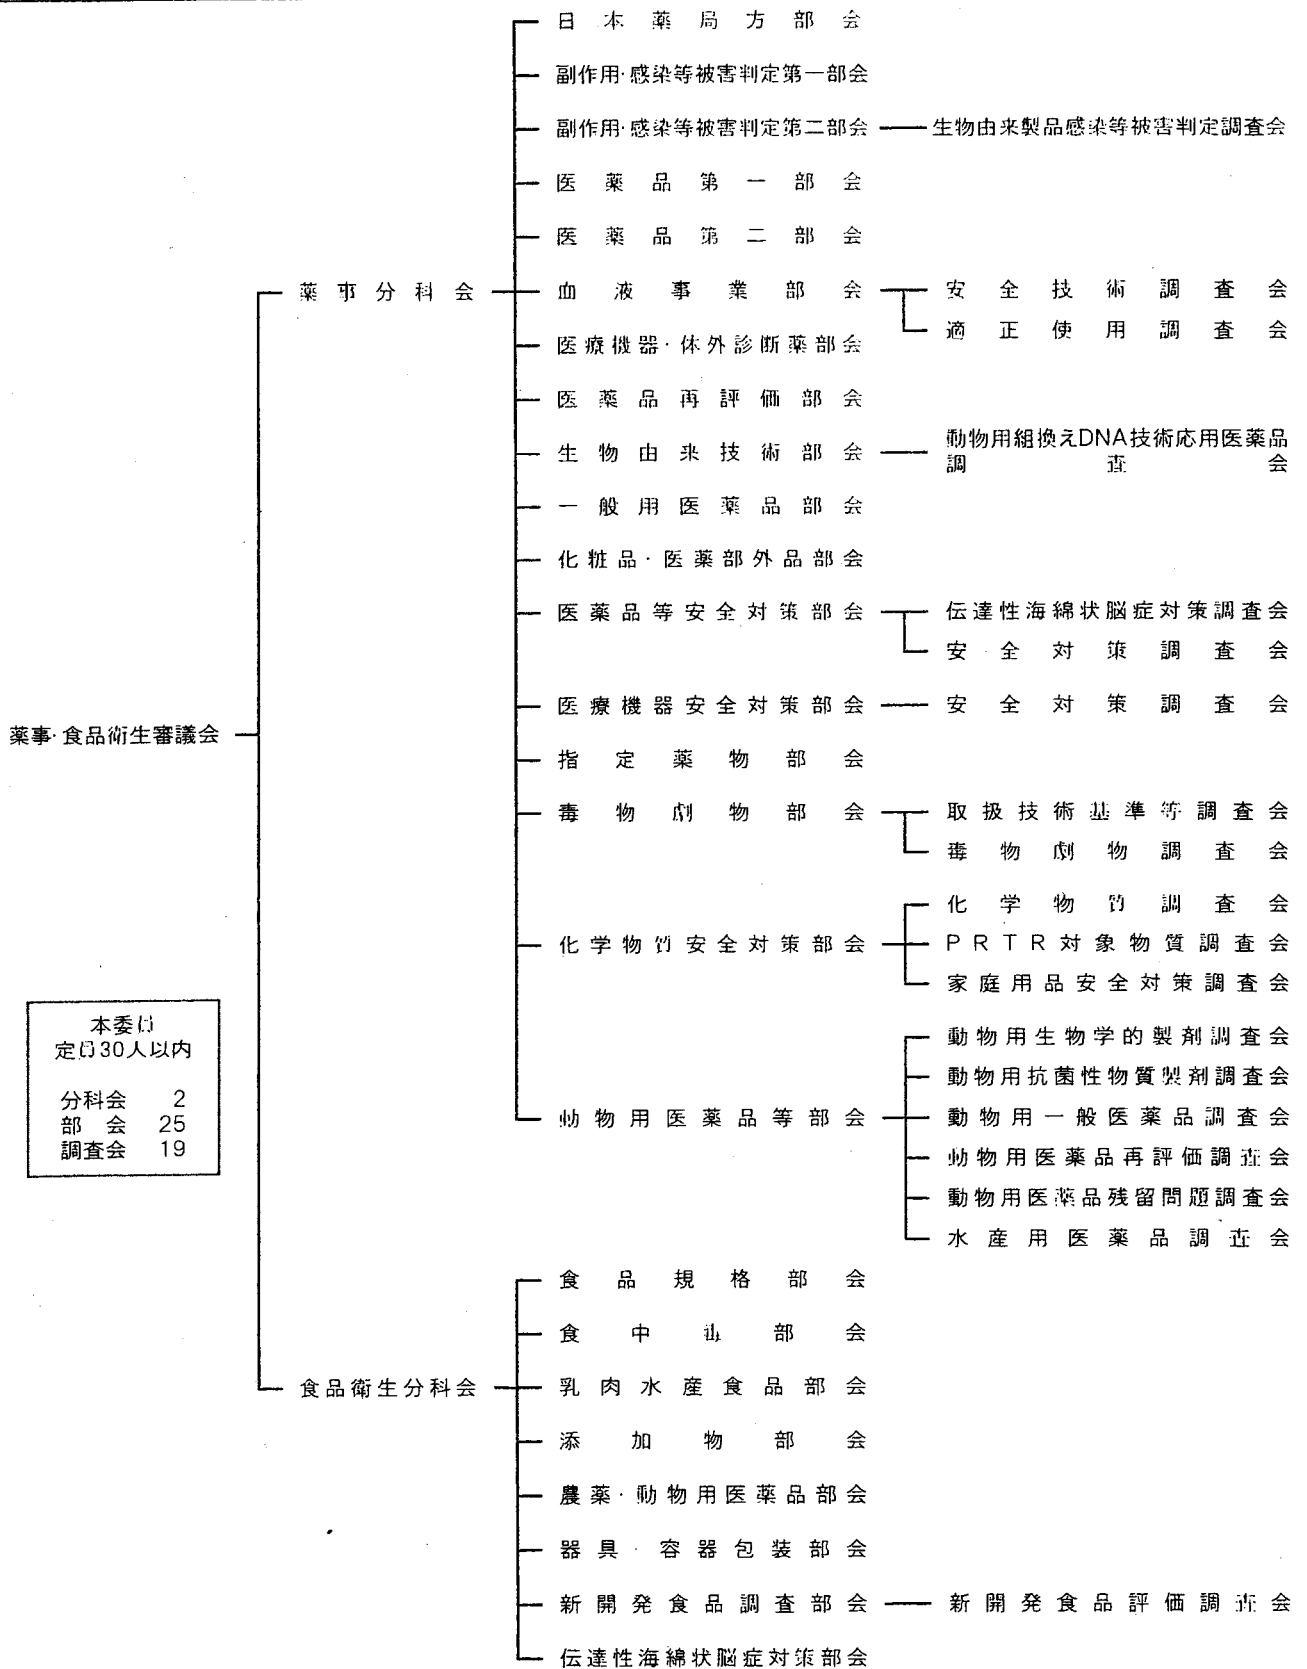 日本薬局方部会
副作用·感染等被害判定第一部会
副作用·感染等被害判定第二部会
生物由来製品感染等被害判定調査会
医薬品第一部会
医薬品第二部会
薬事分科会
血液事業部会
安全技術調査会
適正使用調査会
医療機器·体外診断薬部会
医薬品再評価部会
生物由来技術部会
動物用組換えDNA技術応用医薬品
調査会
一般用医薬品部会
化粧品·医薬部外品部会
医薬品等安全対策部会
伝達性海綿状脳症対策調査会
安全対策調査会
医療機器安全対策部会
安全対策調査会
薬事·食品衛生審議会
指定薬物部会
毒物劇物部会
取扱技術基準等調査会
毒物劇物調査会
化学物質安全対策部会
化学物質調査会
PRTR対象物質調査会
家庭用品安全対策調査会
本委員
定員30人以内
分科会 2
部会 25
調査会 19
動物用医薬品等部会
動物用生物学的製剤調査会
動物用抗菌性物質製剤調査会
動物用一般医薬品調査会
動物用医薬品再評価調査会
動物用医薬品残留問題調査会
水産用医薬品調査会
食品衛生分科会
食品規格部会
食中毒部会
乳肉水産食品部会
添加物部会
農薬·動物用医薬品部会
器具·容器包装部会
新開発食品調査部会
新開発食品評価調査会
伝達性海綿状脳症対策部会